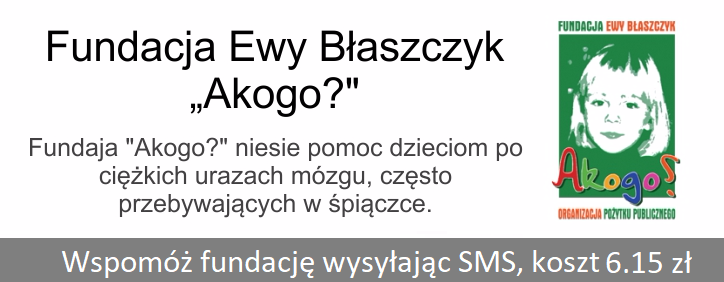 Fundacja Ewy Błaszczyk
„Akogo?"
Fundaja "Akogo?" niesie pomoc dzieciom po
ciężkich urazach mózgu, często
przebywających w śpiączce.
FUNDACJA EWY BŁASZCZYK
Akogo?
ORGANIZACJA POŻYTKU PUBLICZNEGO
Wspomóż fundację wysyłając SMS, koszt 6.15 zł